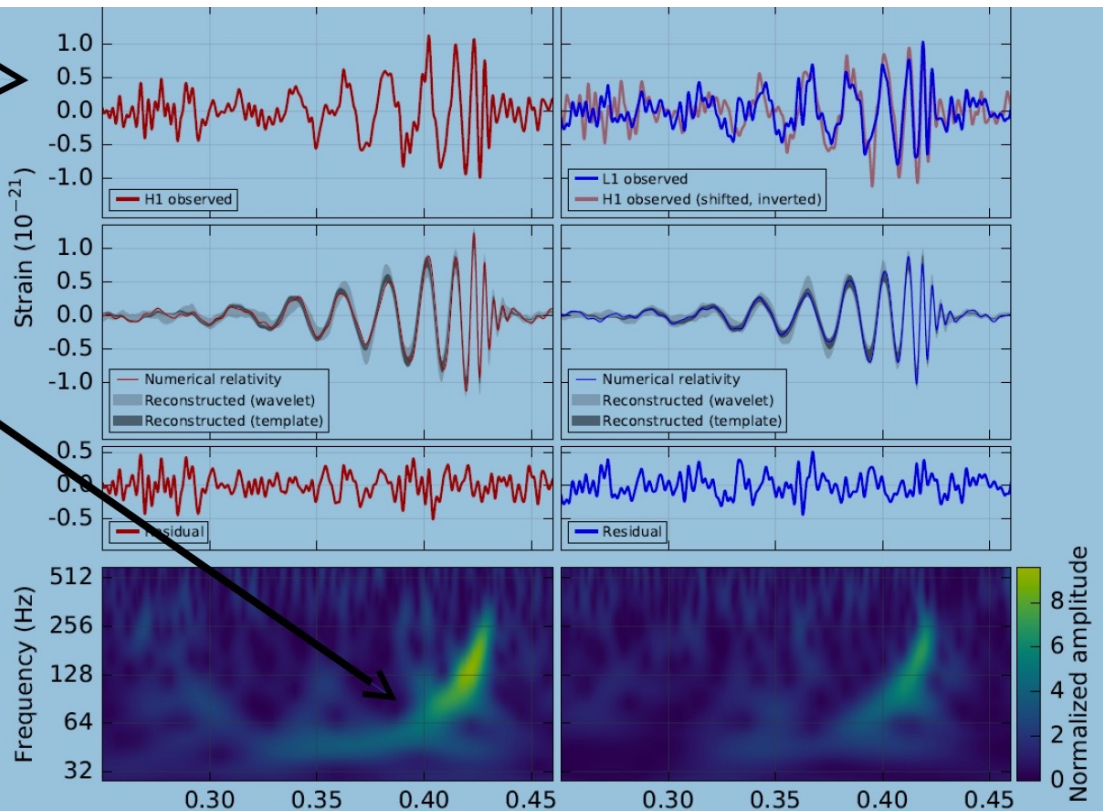 1.0
0.5
0.0
-0.5
-1.0
Strain (10⁻²¹)
H1 observed
L1 observed
H1 observed (shifted, inverted)
1.0
0.5
0.0
-0.5
-1.0
Numerical relativity
Reconstructed (wavelet)
Reconstructed (template)
Numerical relativity
Reconstructed (wavelet)
Reconstructed (template)
0.5
0.0
-0.5
Residual
Residual
Frequency (Hz)
512
256
128
64
32
0.30 0.35 0.40 0.45
0.30 0.35 0.40 0.45
8
6
4
2
0
Normalized amplitude